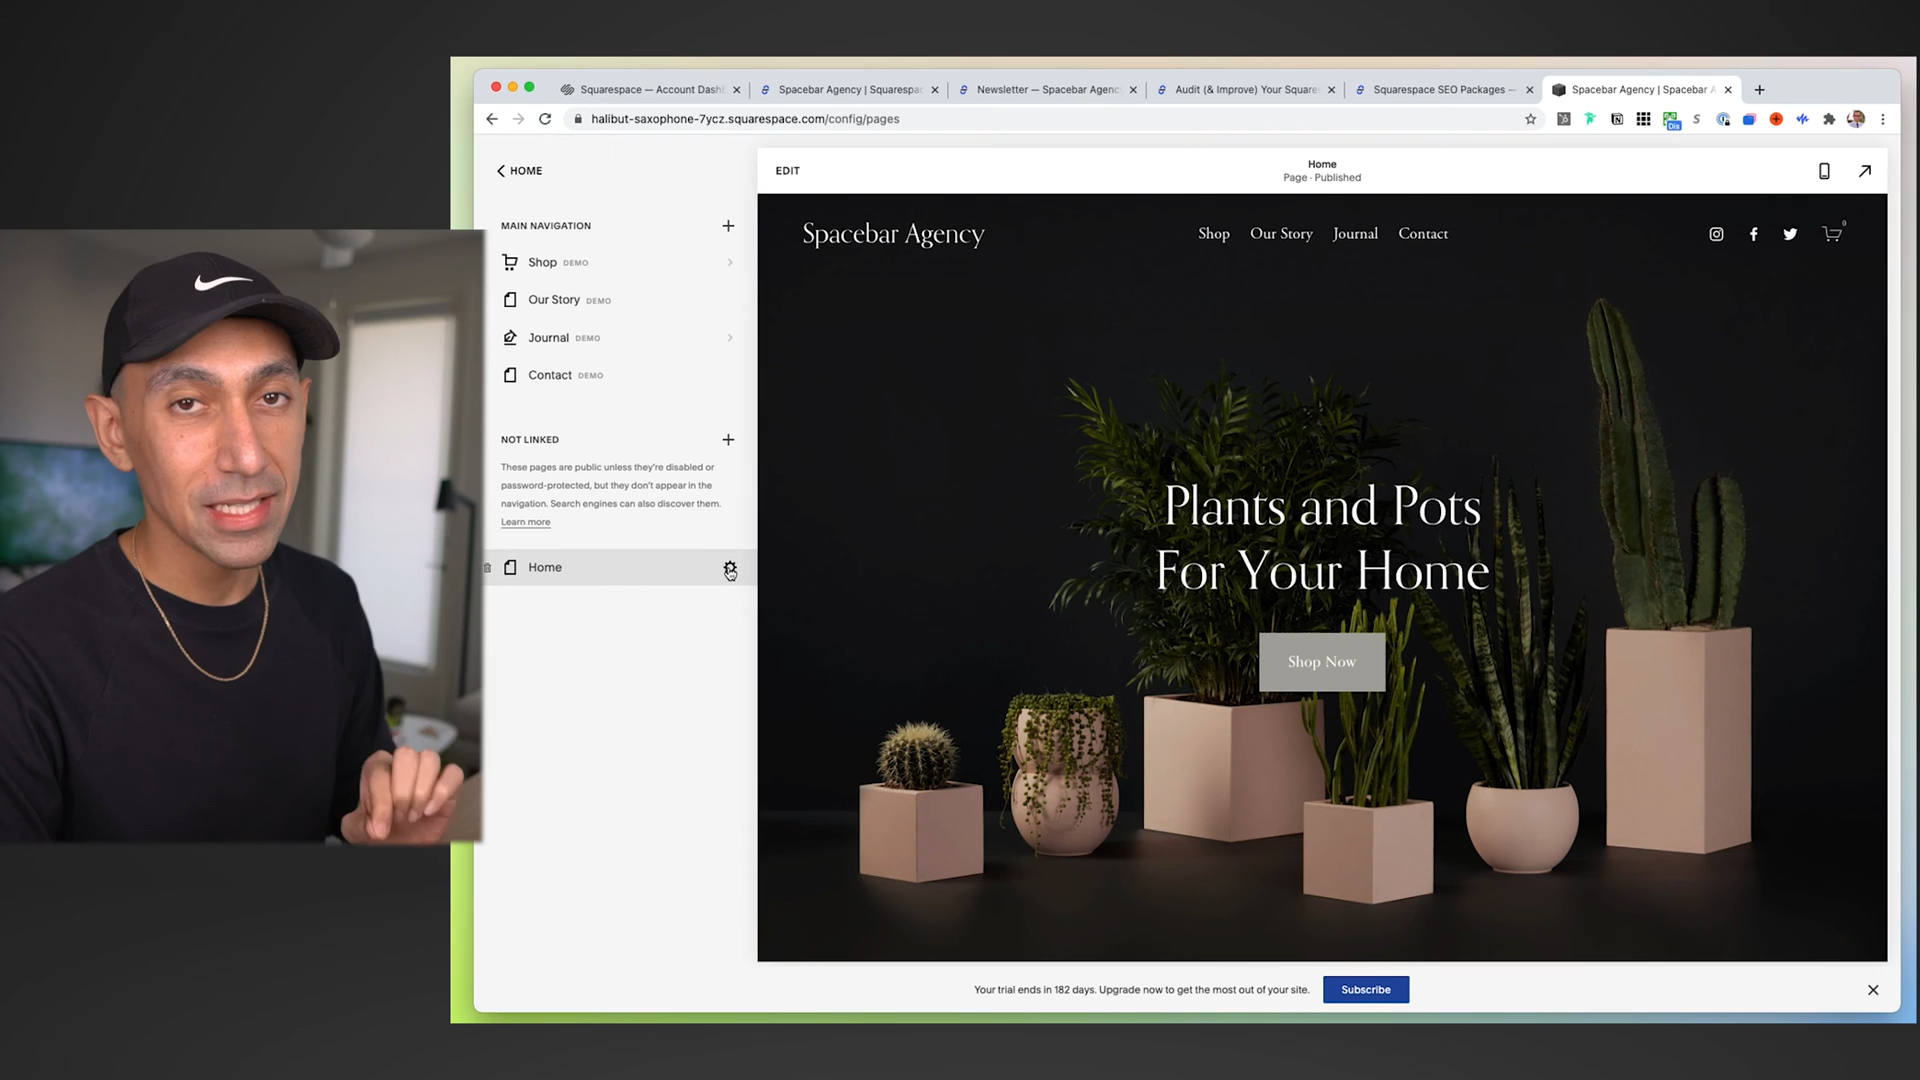 Squarespace — Account Dashl
Spacebar Agency | Squarespac
Newsletter — Spacebar Agenc
Audit (& Improve) Your Square
Squarespace SEO Packages —
Spacebar Agency | Spacebar A
halibut-saxophone-7ycz.squarespace.com/config/pages
Dis
HOME
EDIT
Home
Page · Published
MAIN NAVIGATION
Shop DEMO
Our Story DEMO
Journal DEMO
Contact DEMO
NOT LINKED
These pages are public unless they’re disabled or
password-protected, but they don’t appear in the
navigation. Search engines can also discover them.
Learn more
Home
Spacebar Agency
Shop Our Story Journal Contact
0
Plants and Pots
For Your Home
Shop Now
Your trial ends in 182 days. Upgrade now to get the most out of your site.
Subscribe